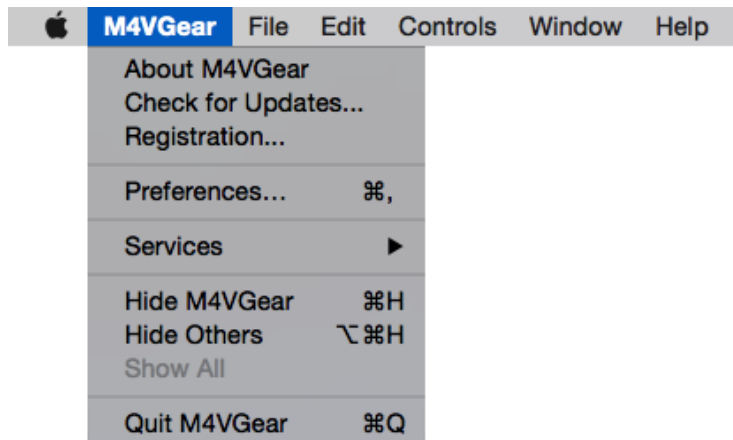 M4VGear File Edit Controls Window Help
About M4VGear
Check for Updates...
Registration...
Preferences... ⌘,
Services ▶
Hide M4VGear ⌘H
Hide Others ⌥⌘H
Show All
Quit M4VGear ⌘Q